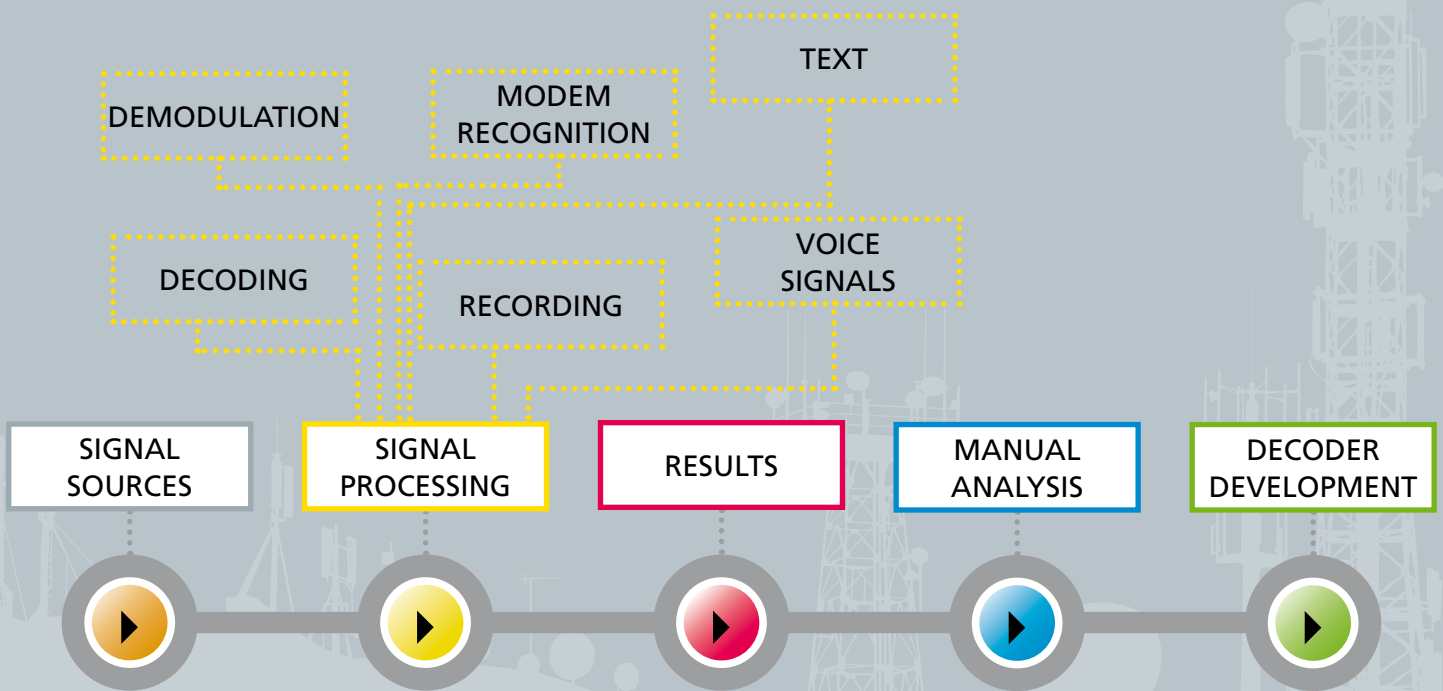 TEXT
DEMODULATION
MODEM
RECOGNITION
VOICE
SIGNALS
DECODING
RECORDING
SIGNAL
SOURCES
SIGNAL
PROCESSING
RESULTS
MANUAL
ANALYSIS
DECODER
DEVELOPMENT